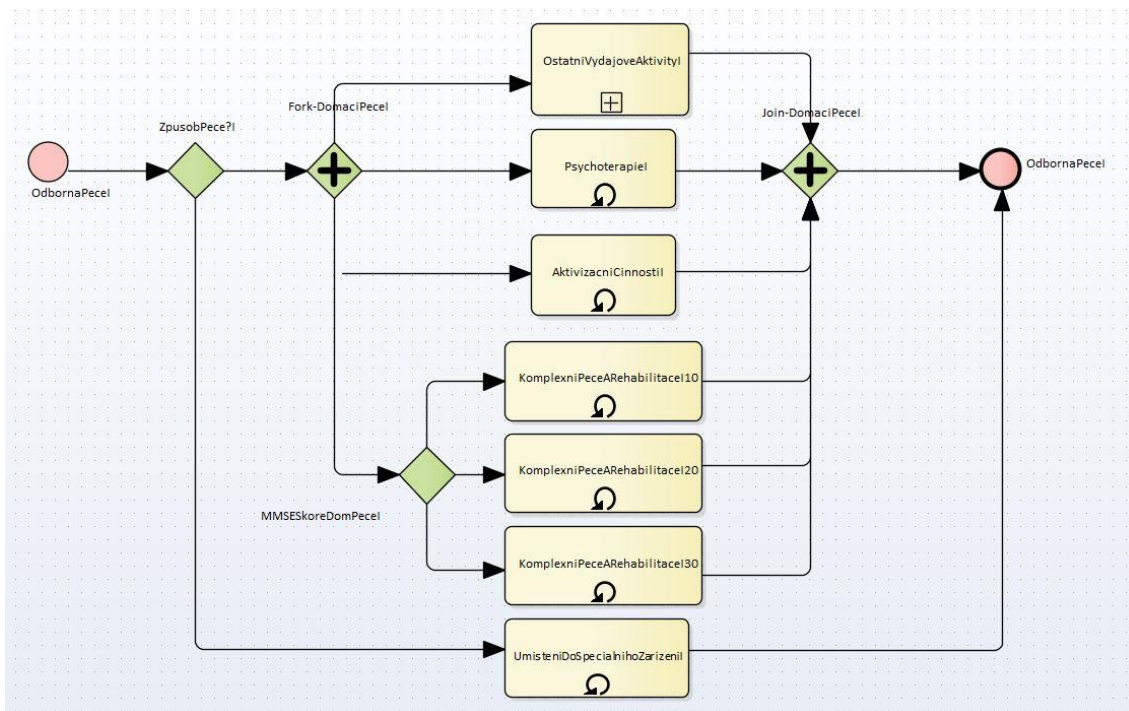 OstatniVydajoveAktivityI
Fork-DomaciPeceI
Join-DomaciPeceI
ZpusobPece?I
PsychoterapieI
OdbornaPeceI
OdbornaPeceI
AktivizacniCinnostiI
KomplexniPeceARehabilitaceI10
KomplexniPeceARehabilitaceI20
MMSESkoreDomPeceI
KomplexniPeceARehabilitaceI30
UmisteniDoSpecialnihoZarizeniI